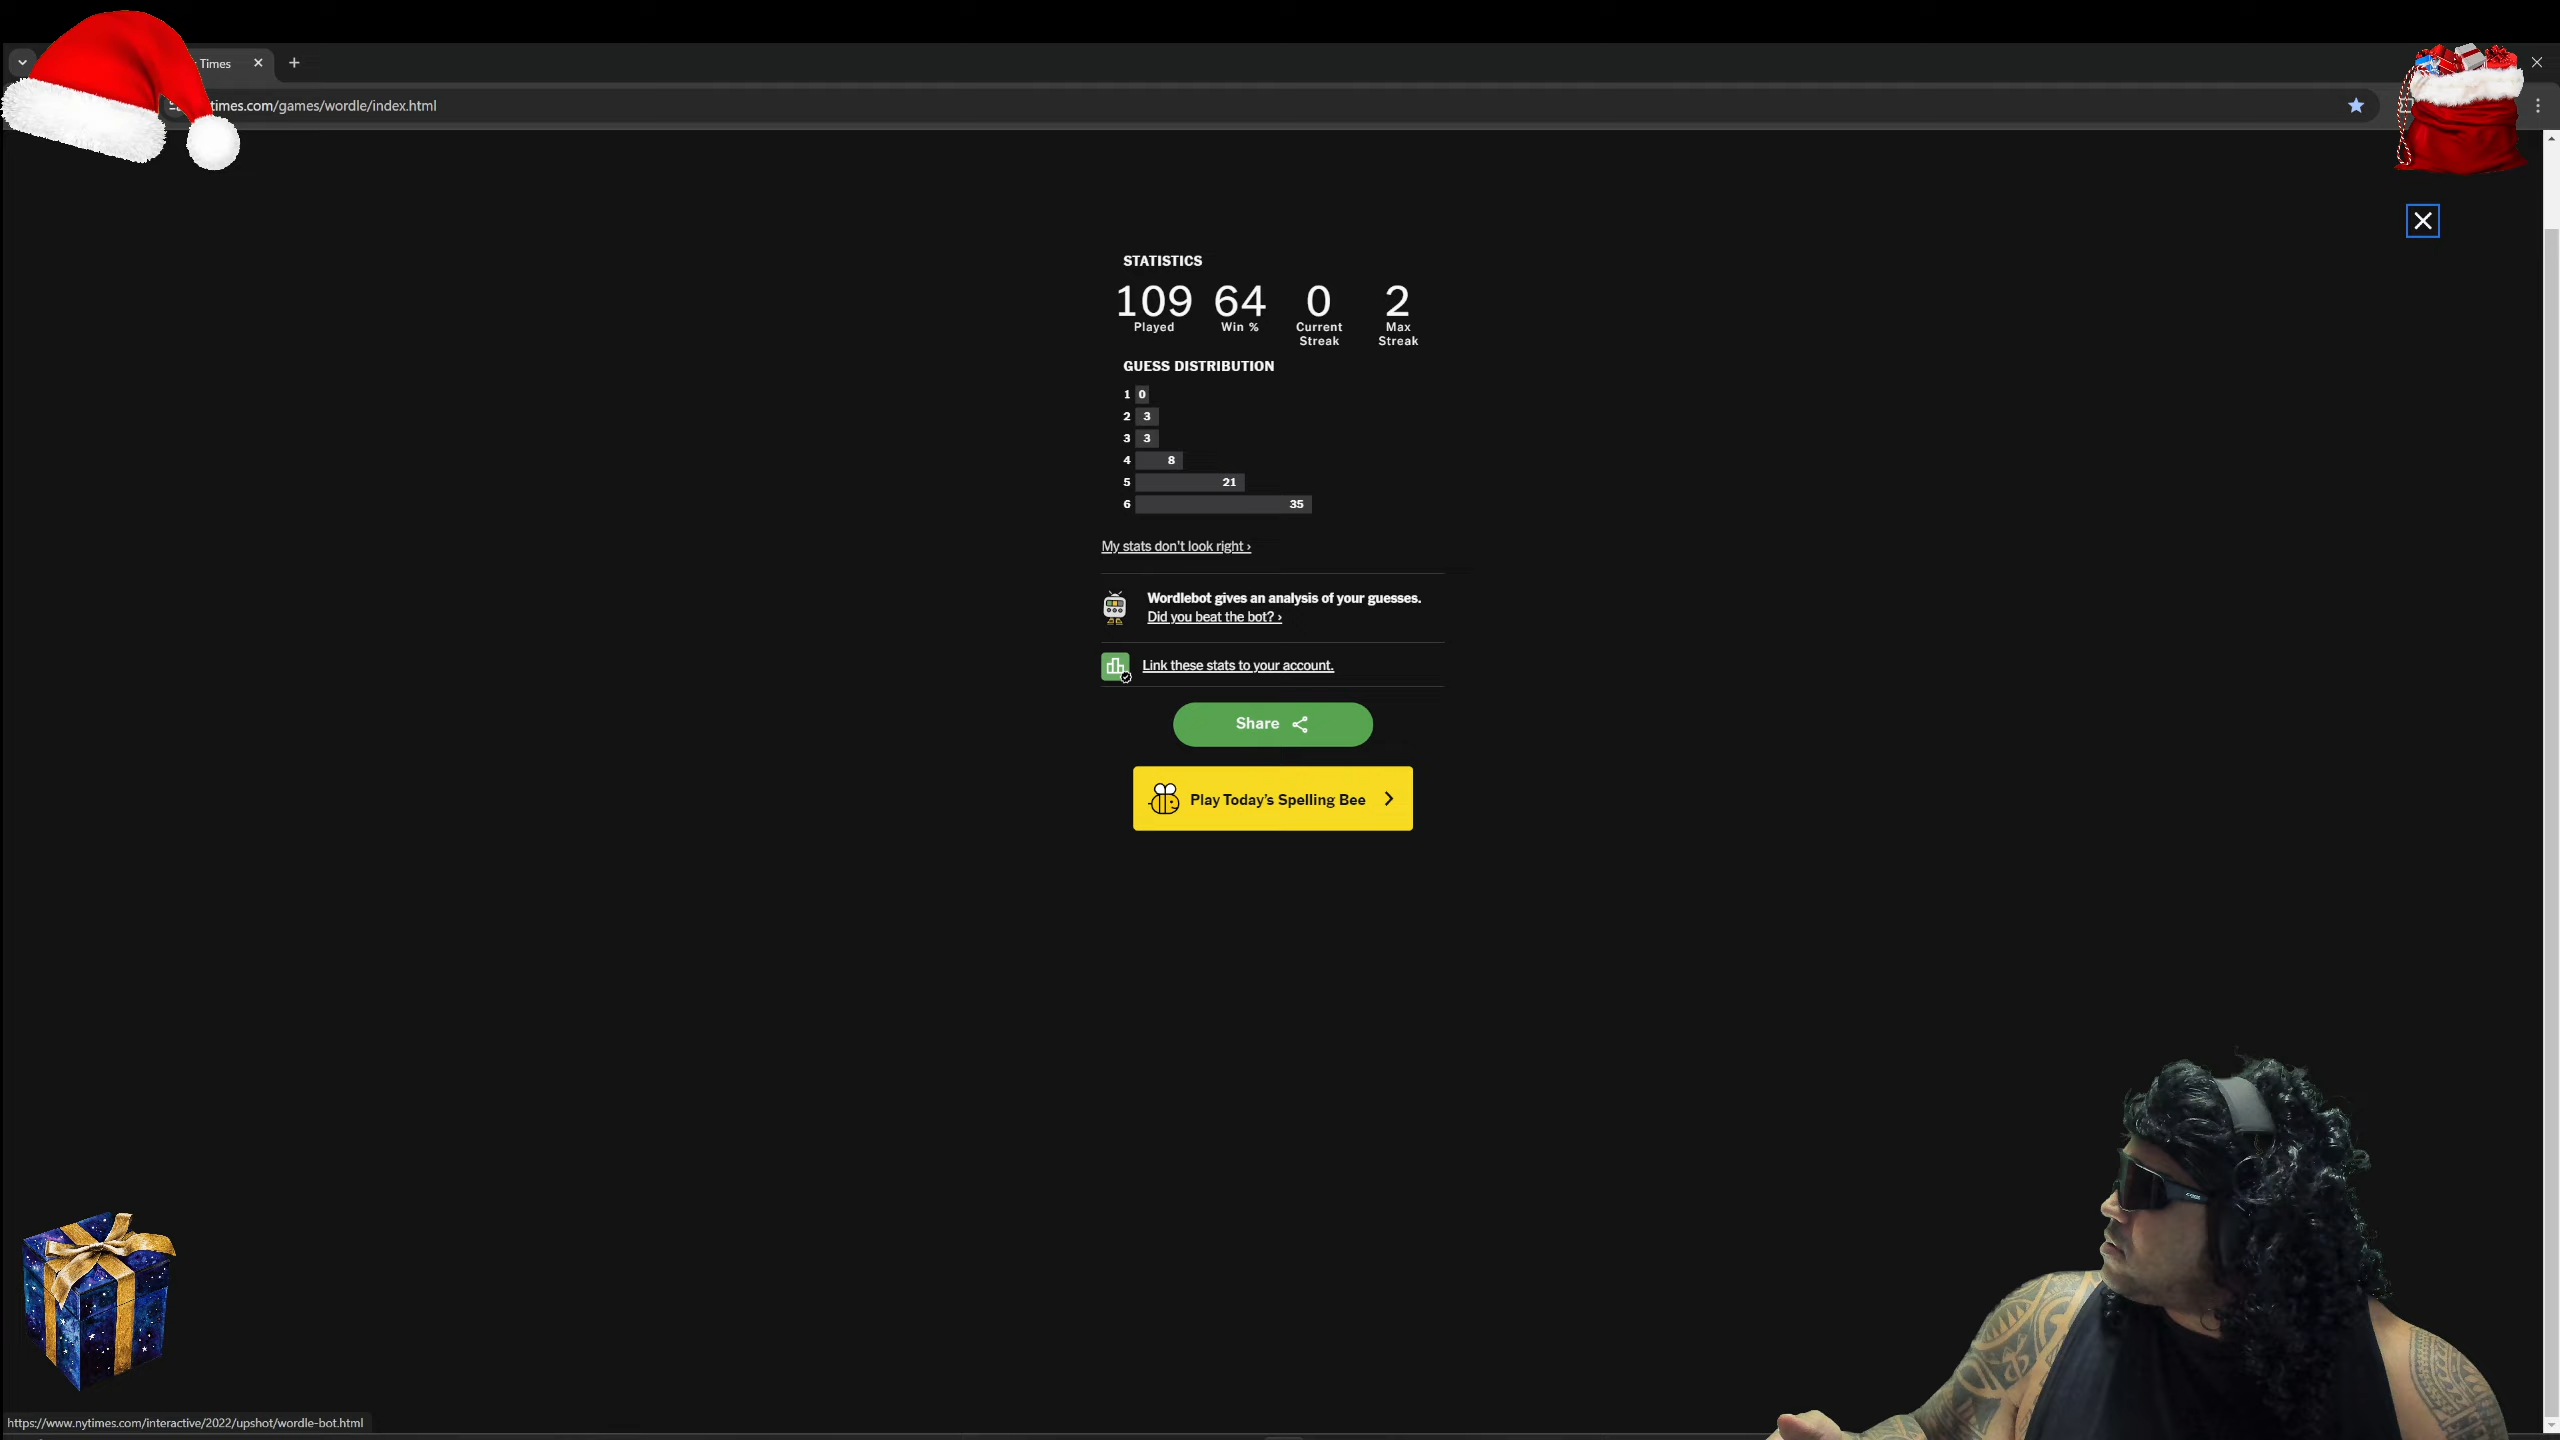 Times
times.com/games/wordle/index.html
STATISTICS
109 64 0 2
Played Win % Current Streak Max Streak
GUESS DISTRIBUTION
1 0
2 3
3 3
4 8
5 21
6 35
My stats don't look right ›
Wordlebot gives an analysis of your guesses.
Did you beat the bot? ›
Link these stats to your account.
Share
Play Today's Spelling Bee
https://www.nytimes.com/interactive/2022/upshot/wordle-bot.html